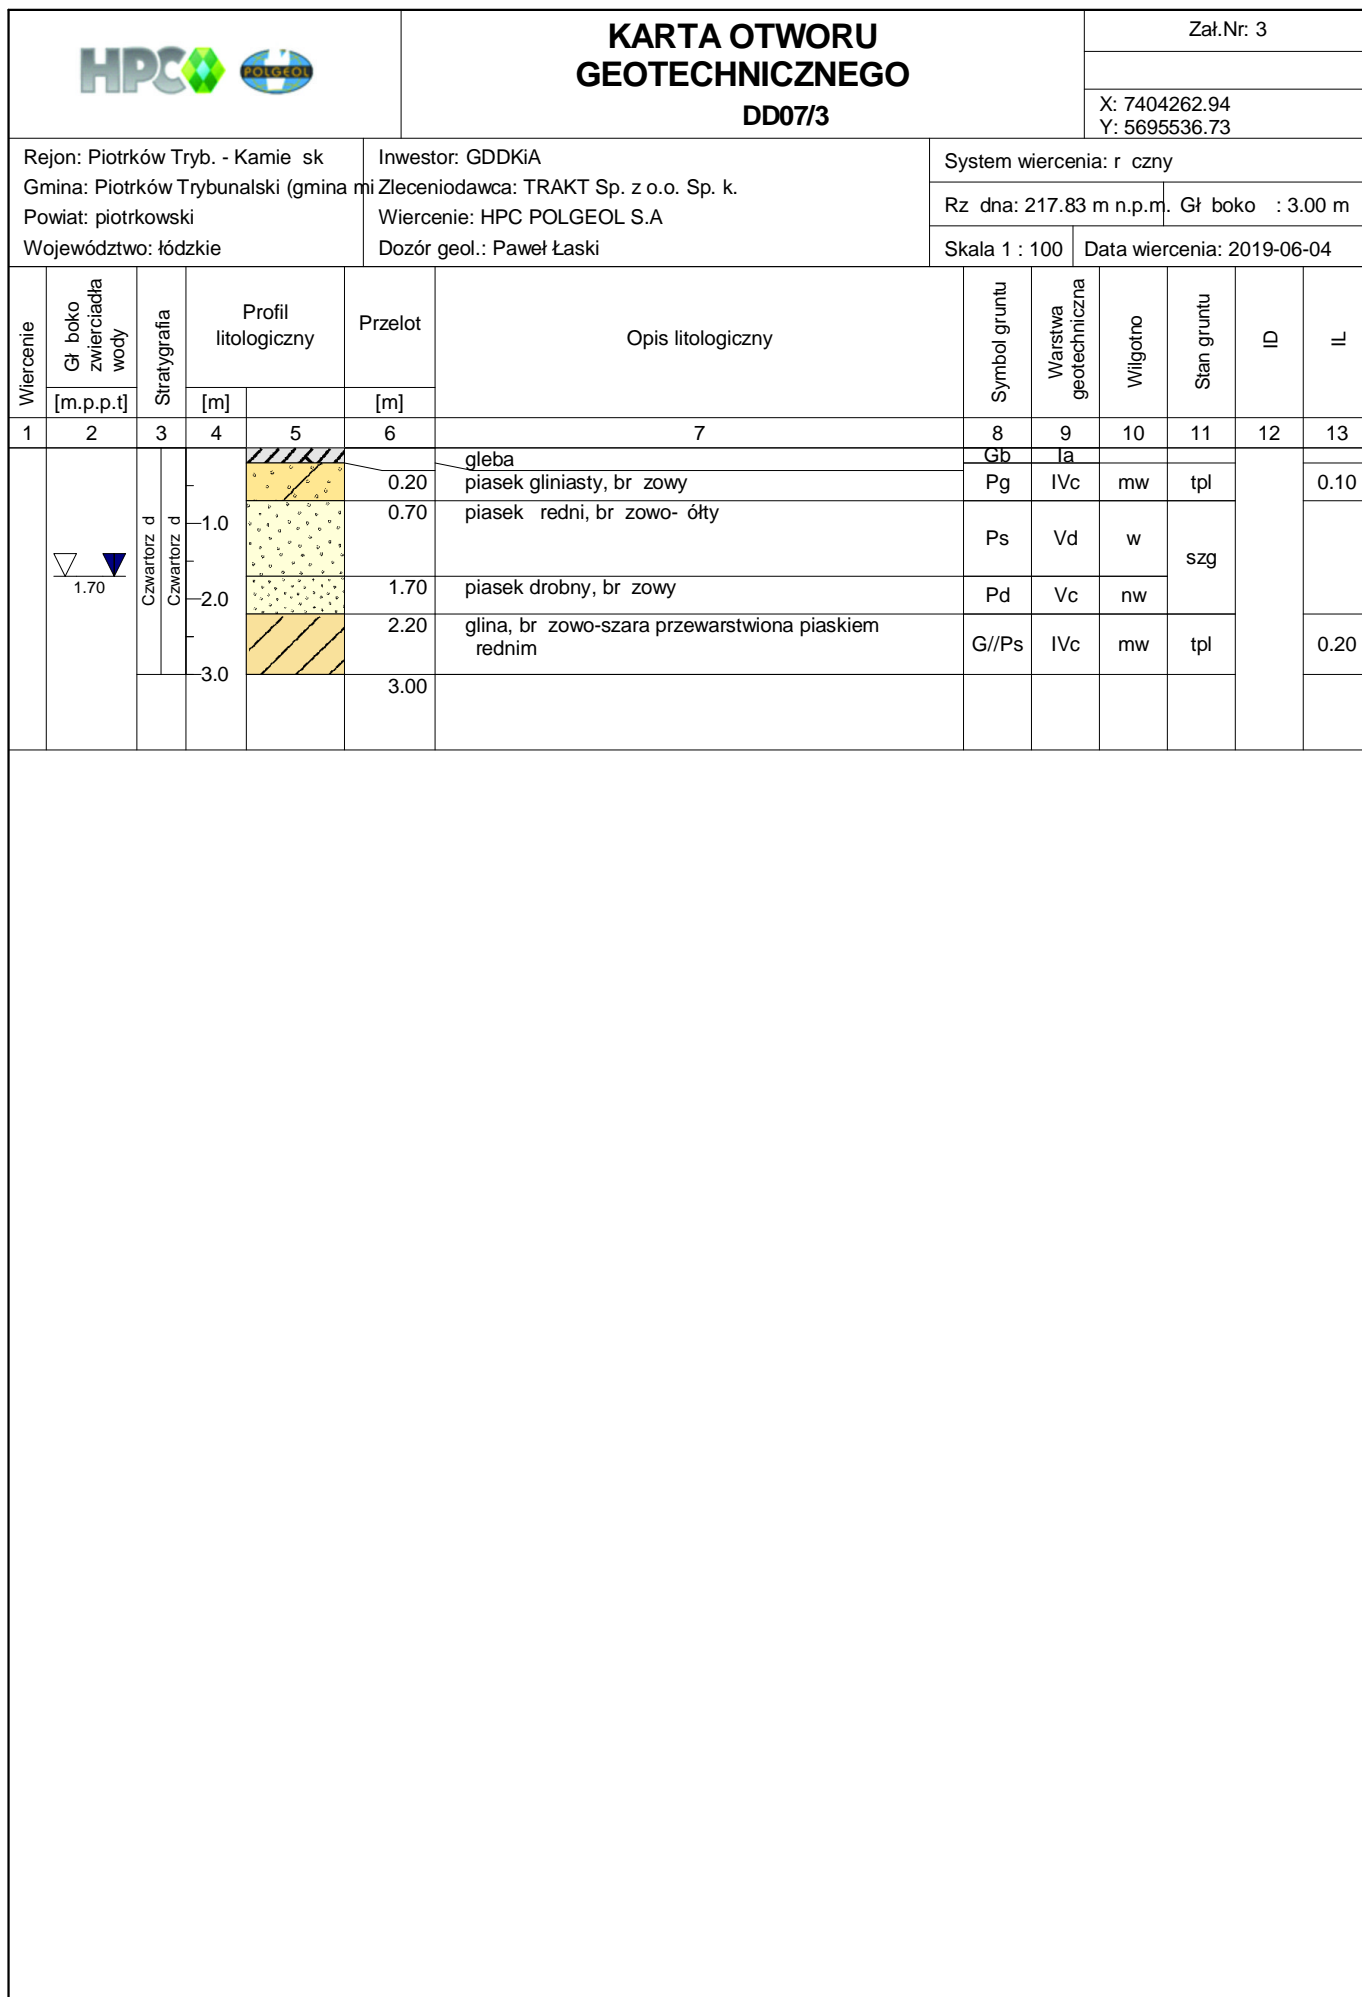 HPC POLGEOL
KARTA OTWORU
GEOTECHNICZNEGO
DD07/3
Zał.Nr: 3
X: 7404262.94
Y: 5695536.73
Rejon: Piotrków Tryb. - Kamie sk
Gmina: Piotrków Trybunalski (gmina mi
Powiat: piotrkowski
Województwo: łódzkie
Inwestor: GDDKiA
Zleceniodawca: TRAKT Sp. z o.o. Sp. k.
Wiercenie: HPC POLGEOL S.A
Dozór geol.: Paweł Łaski
System wiercenia: r czny
Rz dna: 217.83 m n.p.m. Gł boko : 3.00 m
Skala 1 : 100 Data wiercenia: 2019-06-04
Wiercenie
Gł boko
zwierciadła
wody
[m.p.p.t]
Stratygrafia
Profil
litologiczny
[m]
Przelot
[m]
Opis litologiczny
Symbol gruntu
Warstwa
geotechniczna
Wilgotno
Stan gruntu
ID
IL
1 2 3 4 5 6 7 8 9 10 11 12 13
gleba Gb Ia
0.20 piasek gliniasty, br zowy Pg IVc mw tpl 0.10
0.70 piasek redni, br zowo- ółty
Ps Vd w
szg
1.70 piasek drobny, br zowy Pd Vc nw
2.20 glina, br zowo-szara przewarstwiona piaskiem
rednim
G//Ps IVc mw tpl 0.20
3.00
1.70
Czwartorz d
Czwartorz d
1.0
2.0
3.0